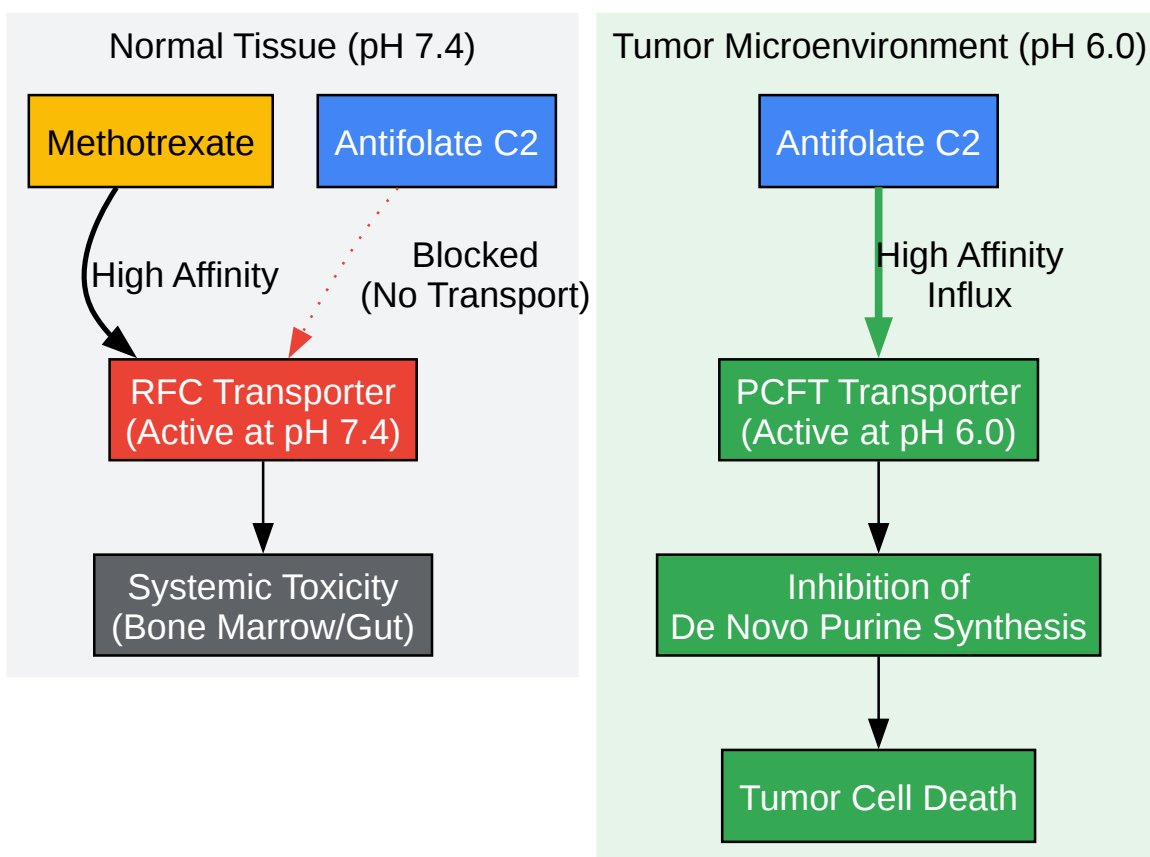 Normal Tissue (pH 7.4)
Methotrexate
Antifolate C2
High Affinity
Blocked
(No Transport)
RFC Transporter
(Active at pH 7.4)
Systemic Toxicity
(Bone Marrow/Gut)
Tumor Microenvironment (pH 6.0)
Antifolate C2
High Affinity
Influx
PCFT Transporter
(Active at pH 6.0)
Inhibition of
De Novo Purine Synthesis
Tumor Cell Death